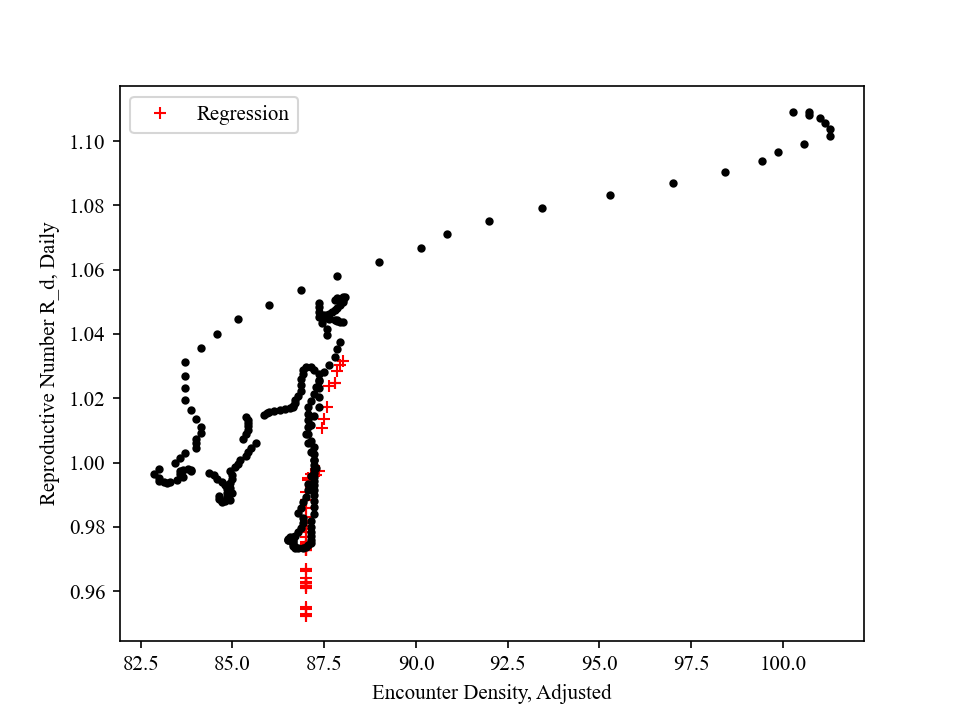 Regression
1.10
1.08
1.06
1.04
1.02
1.00
0.98
0.96
Reproductive Number R_d, Daily
82.5 85.0 87.5 90.0 92.5 95.0 97.5 100.0
Encounter Density, Adjusted